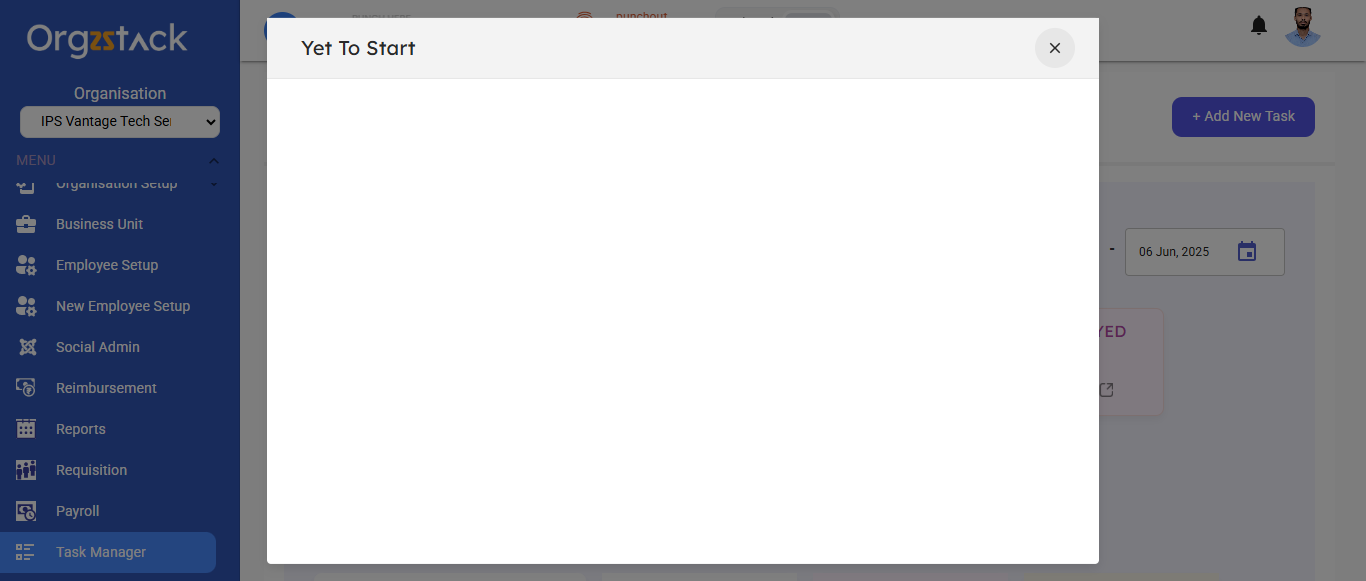 Orgzstack
Organisation
IPS Vantage Tech Se
MENU
Organisation Setup
Business Unit
Employee Setup
New Employee Setup
Social Admin
Reimbursement
Reports
Requisition
Payroll
Task Manager
punchout
Yet To Start
+ Add New Task
- 06 Jun, 2025
YED